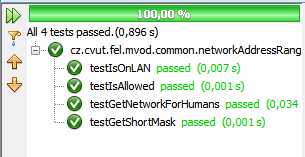 100,00 %
All 4 tests passed.(0,896 s)
cz.cvut.fel.mvod.common.networkAddressRang
testIsOnLAN passed (0,007 s)
testIsAllowed passed (0,001 s)
testGetNetworkForHumans passed (0,034
testGetShortMask passed (0,001 s)